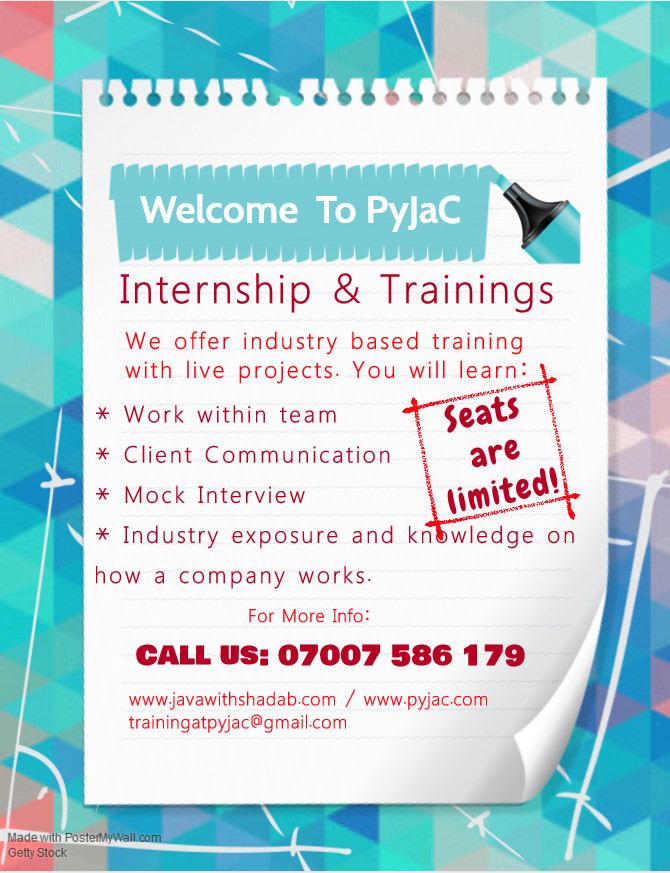 Welcome To PyJaC
Internship & Trainings
We offer industry based training
with live projects. You will learn:
* Work within team
* Client Communication
* Mock Interview
* Industry exposure and knowledge on
how a company works.
Seats
are
limited!
For More Info:
CALL US: 07007 586 179
www.javawithshadab.com / www.pyjac.com
trainingatpyjac@gmail.com
Made with PosterMyWall.com
Getty Stock